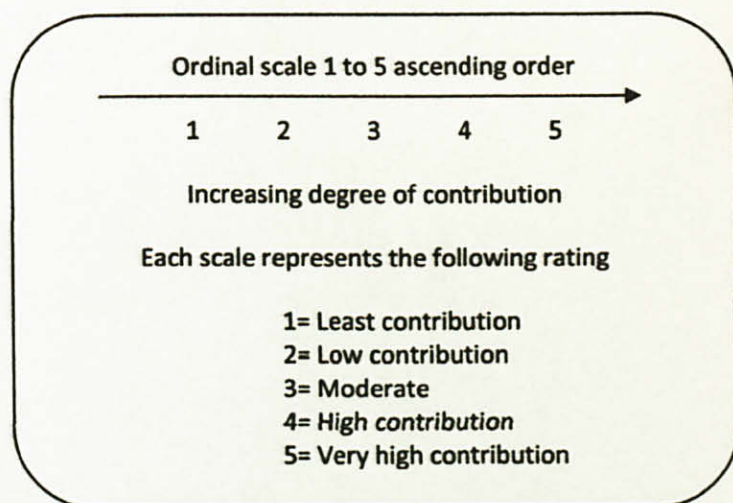 Ordinal scale 1 to 5 ascending order
1 2 3 4 5
Increasing degree of contribution
Each scale represents the following rating
1= Least contribution
2= Low contribution
3= Moderate
4= High contribution
5= Very high contribution